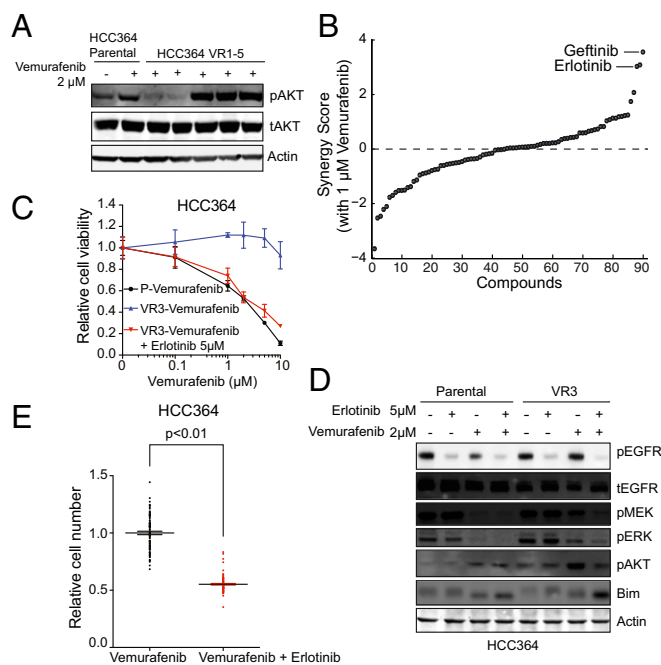 A
HCC364
Parental
HCC364 VR1-5
Vemurafenib
2 µM
- + + + + + +
pAKT
tAKT
Actin
B
Synergy Score
(with 1 µM Vemurafenib)
4
2
0
−2
−4
Geftinib
Erlotinib
0 10 20 30 40 50 60 70 80 90
Compounds
C
HCC364
Relative cell viability
1.4
1.2
1.0
0.8
0.6
0.4
0.2
0
P-Vemurafenib
VR3-Vemurafenib
VR3-Vemurafenib
+ Erlotinib 5µM
0 0.1 1 10
Vemurafenib (µM)
D
Parental VR3
Erlotinib 5µM - + - + - + - +
Vemurafenib 2µM - - + + - - + +
pEGFR
tEGFR
pMEK
pERK
pAKT
Bim
Actin
HCC364
E
HCC364
p<0.01
Relative cell number
1.5
1.0
0.5
0.0
Vemurafenib Vemurafenib + Erlotinib